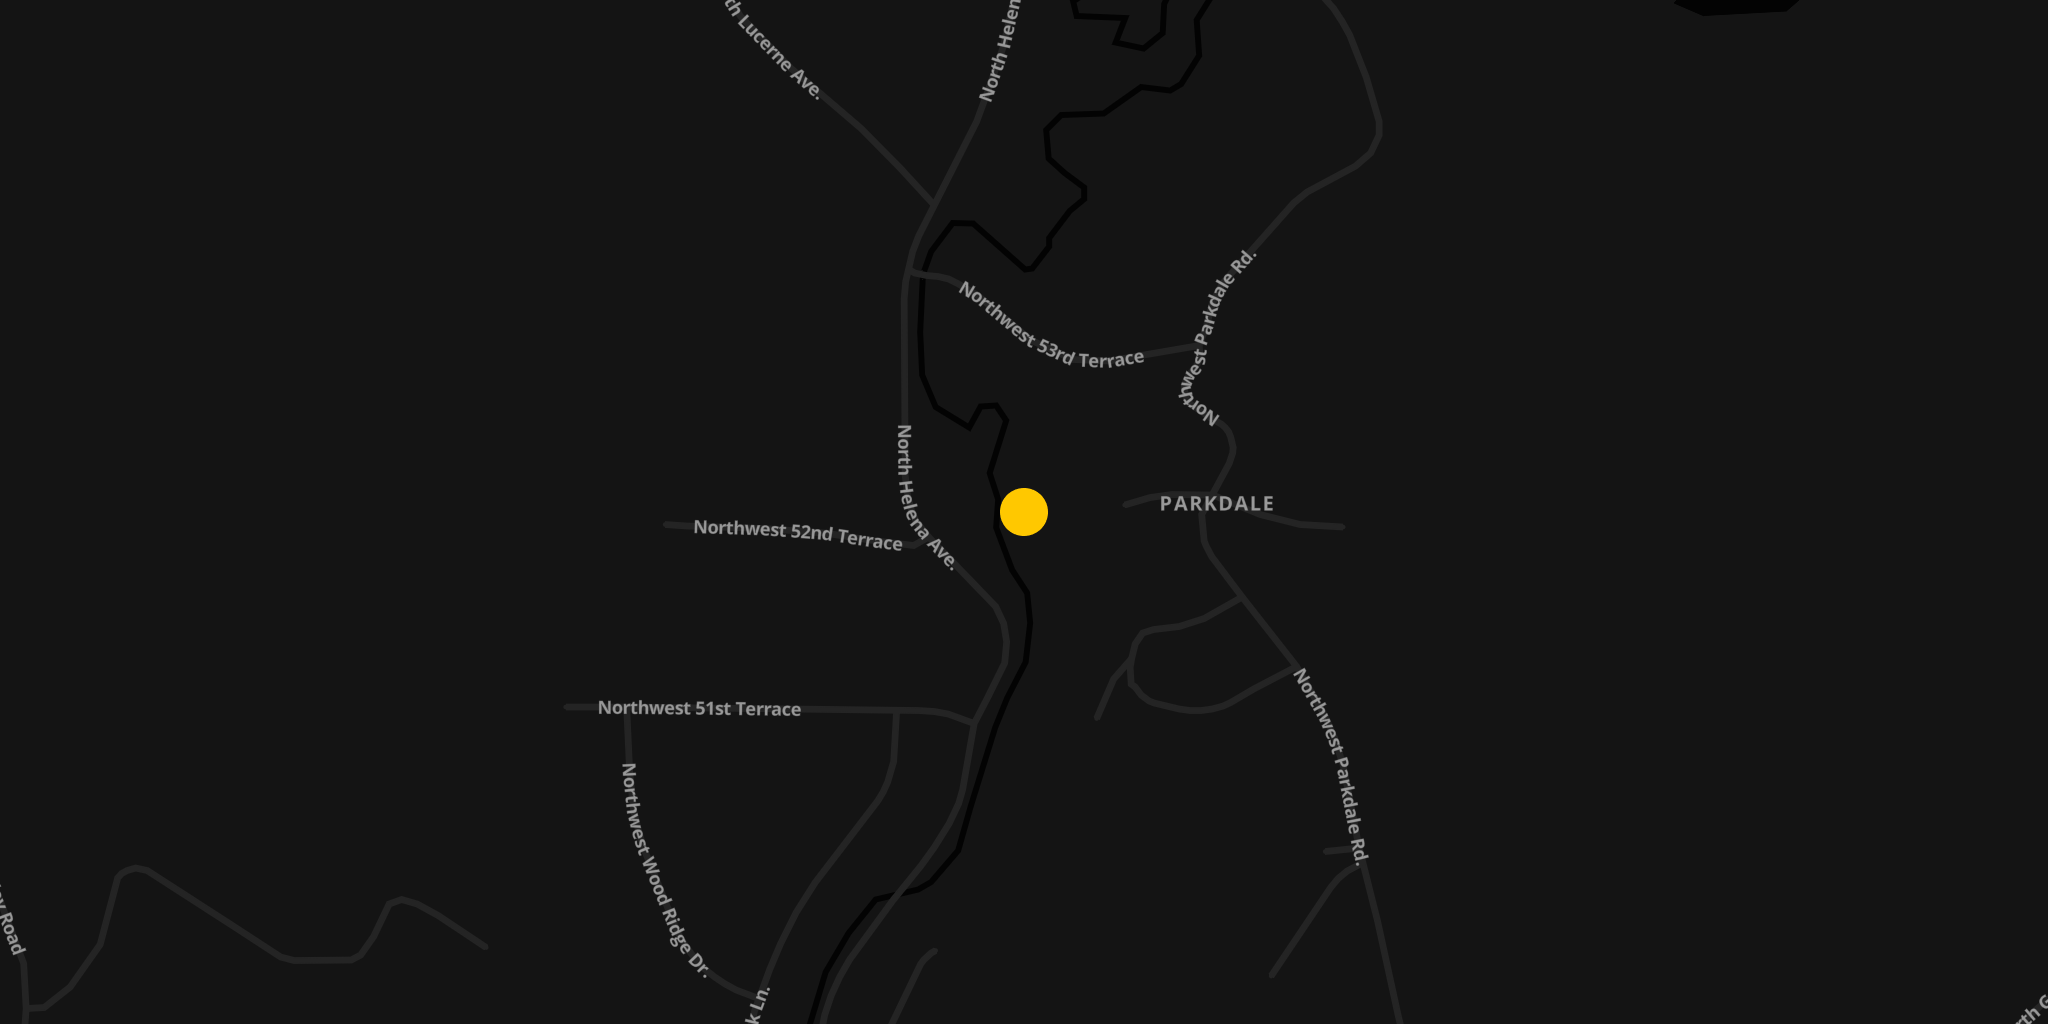 th Lucerne Ave.
North Helen
Northwest Parkdale Rd.
Northwest 53rd Terrace
North Helena Ave.
PARKDALE
Northwest 52nd Terrace
Northwest 51st Terrace
Northwest Parkdale Rd.
Northwest Wood Ridge Dr.
Road
k Ln.
rth G